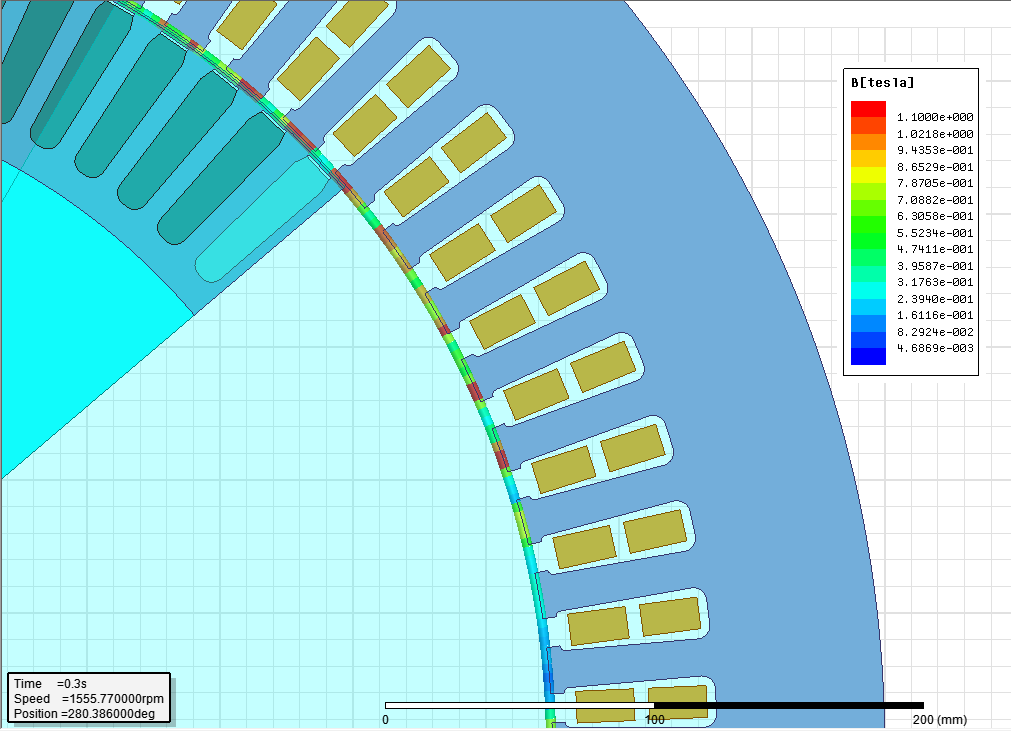 B[tesla]
1.1000e+000
1.0218e+000
9.4353e-001
8.6529e-001
7.8705e-001
7.0882e-001
6.3058e-001
5.5234e-001
4.7411e-001
3.9587e-001
3.1763e-001
2.3940e-001
1.6116e-001
8.2924e-002
4.6869e-003
Time =0.3s
Speed =1555.770000rpm
Position =280.386000deg
0 100 200 (mm)